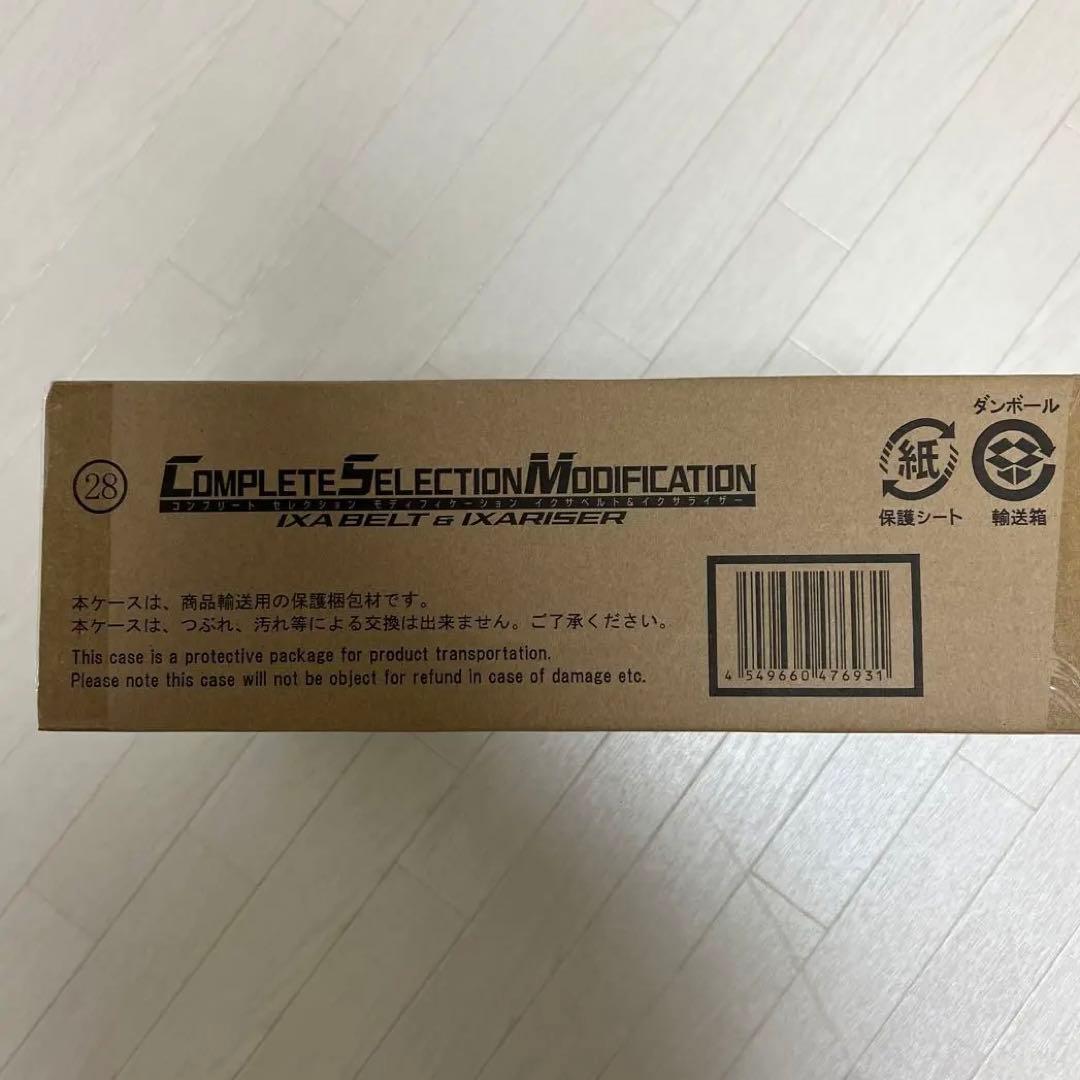 28
COMPLETE SELECTION MODIFICATION
コンプリート セレクション モディフィケーション イクサベルト&イクサライザー
IXA BELT & IXARISER
ダンボール
紙
保護シート 輸送箱
本ケースは、商品輸送用の保護梱包材です。
本ケースは、つぶれ、汚れ等による交換は出来ません。ご了承ください。
This case is a protective package for product transportation.
Please note this case will not be object for refund in case of damage etc.
4 549660 476931